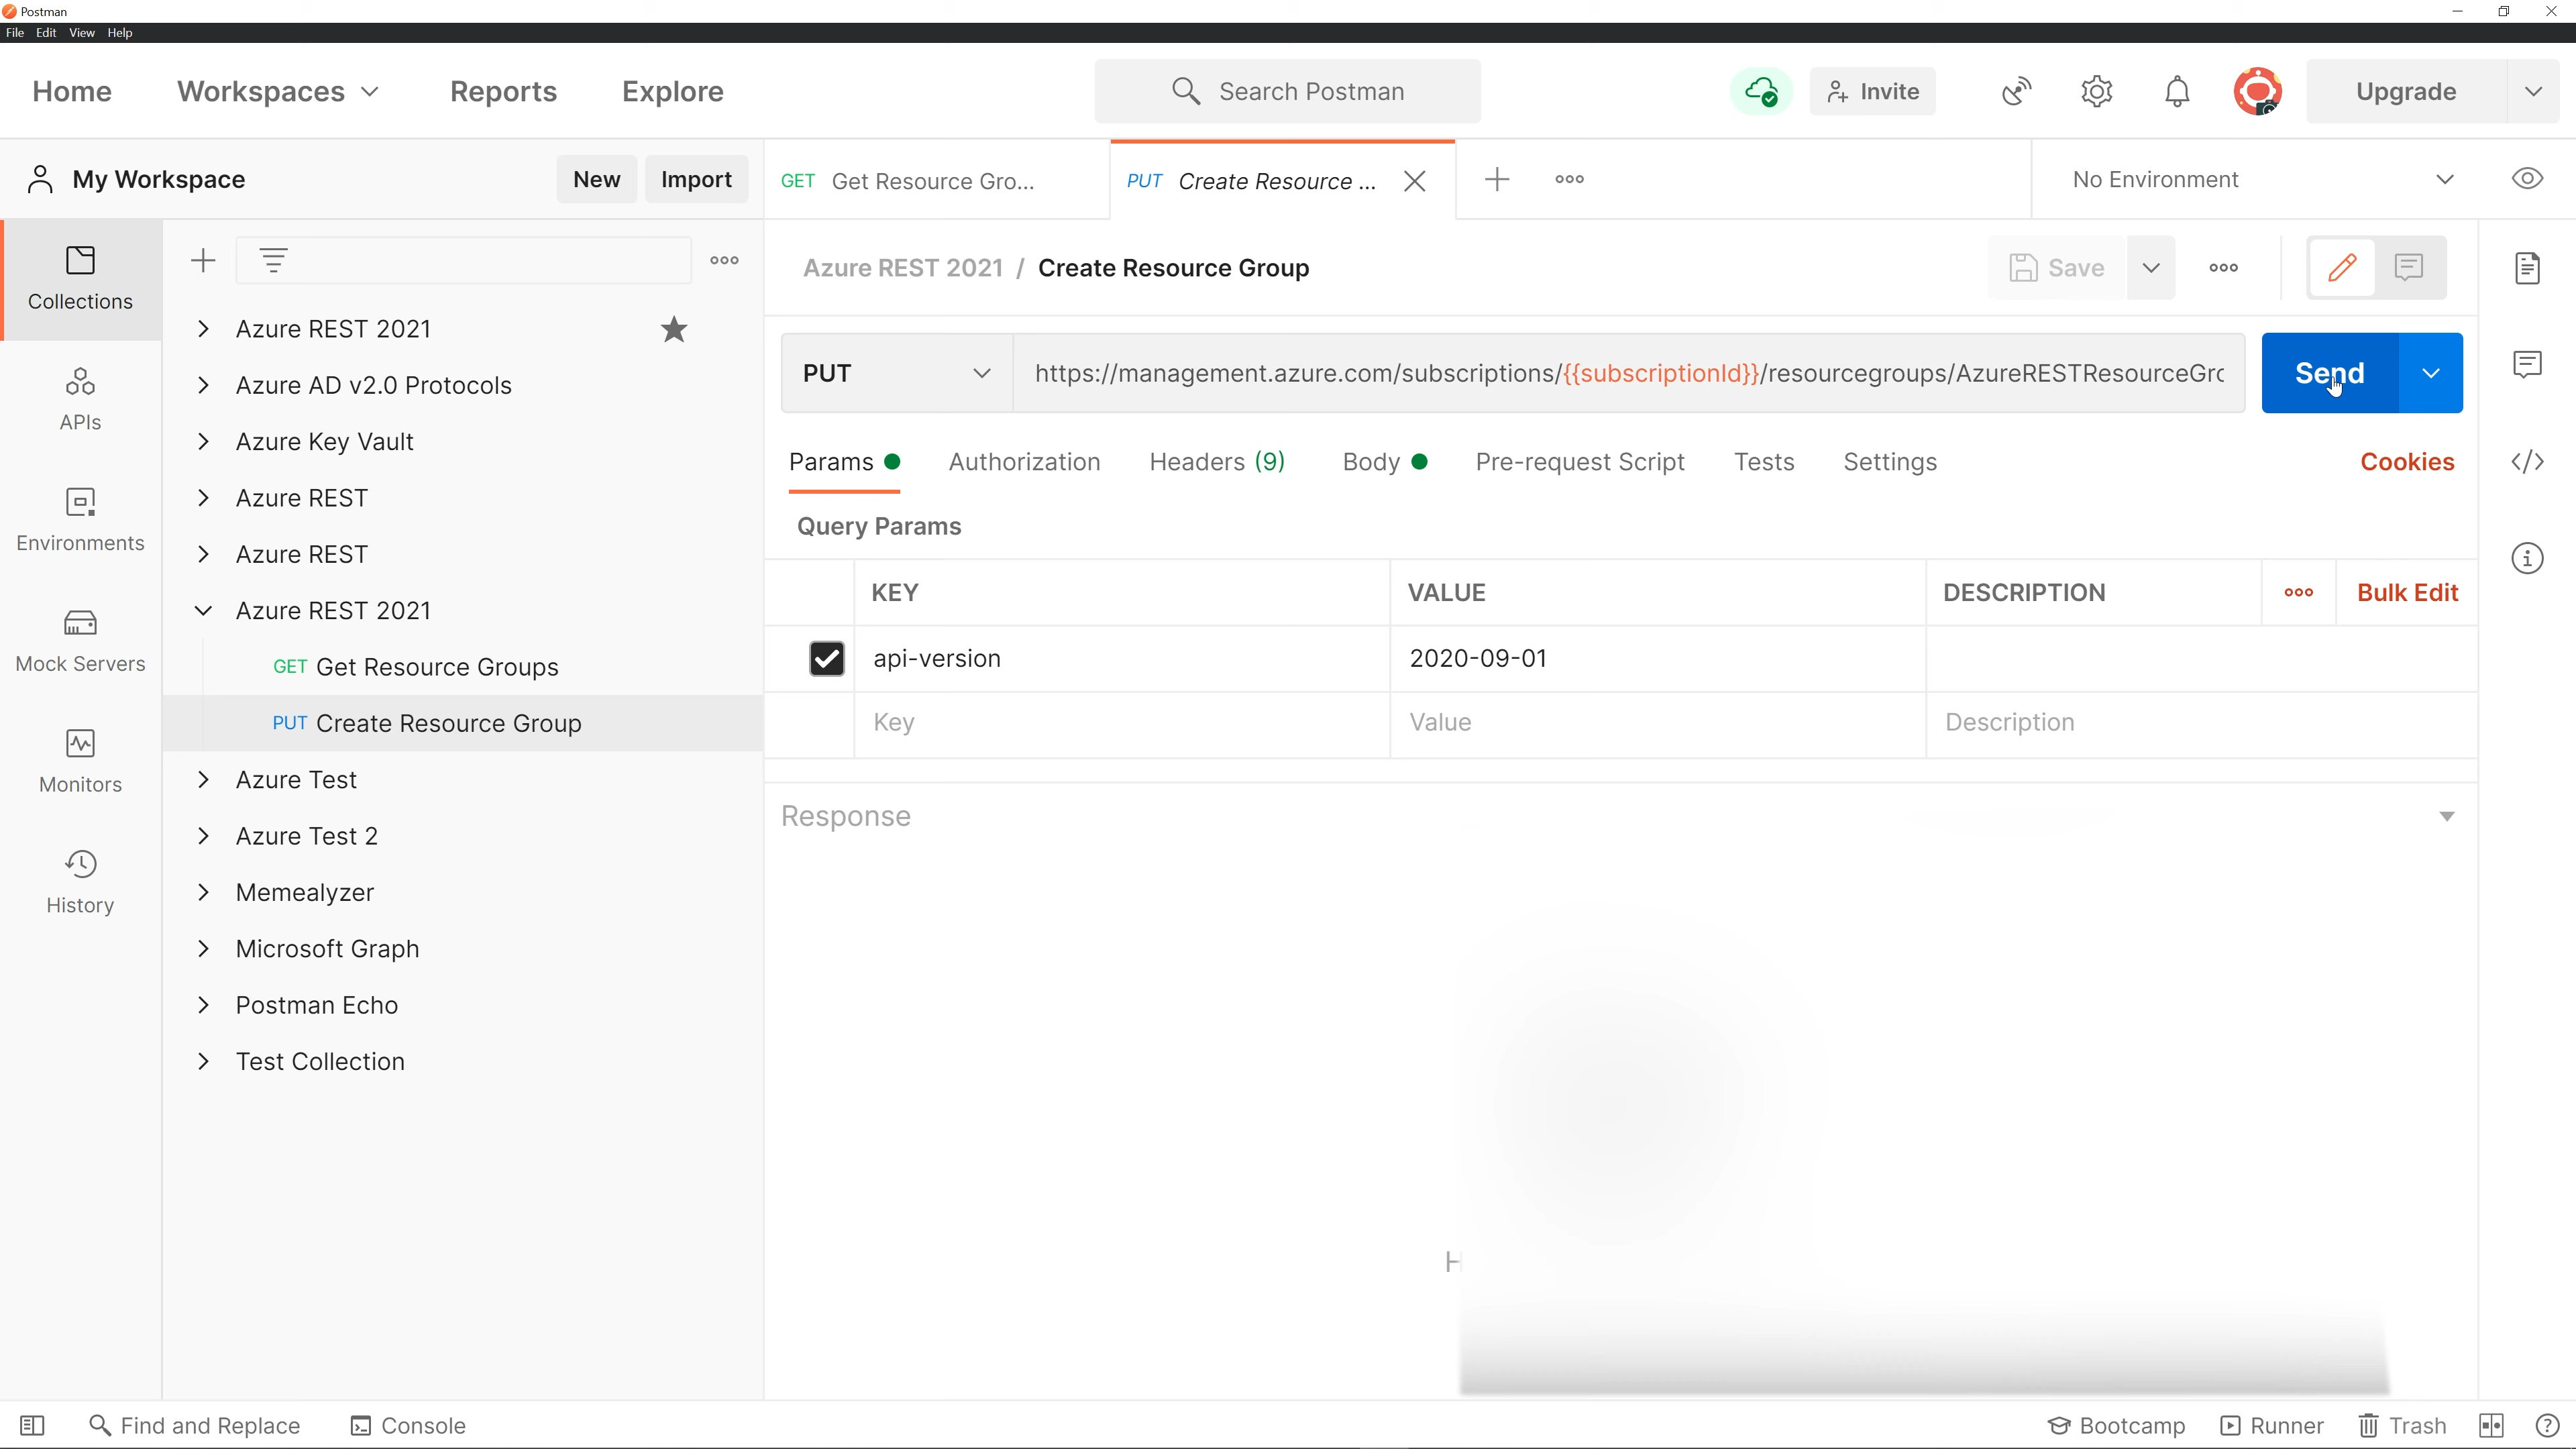 Postman
File Edit View Help
Home Workspaces Reports Explore Search Postman Invite Upgrade
My Workspace New Import GET Get Resource Gro... PUT Create Resource ... No Environment
Collections
APIs
Environments
Mock Servers
Monitors
History
Azure REST 2021
Azure AD v2.0 Protocols
Azure Key Vault
Azure REST
Azure REST
Azure REST 2021
GET Get Resource Groups
PUT Create Resource Group
Azure Test
Azure Test 2
Memealyzer
Microsoft Graph
Postman Echo
Test Collection
Azure REST 2021 / Create Resource Group Save
PUT https://management.azure.com/subscriptions/{{subscriptionId}}/resourcegroups/AzureRESTResourceGrc Send
Params Authorization Headers (9) Body Pre-request Script Tests Settings Cookies
Query Params
KEY VALUE DESCRIPTION ooo Bulk Edit
api-version 2020-09-01
Key Value Description
Response
H
Find and Replace Console Bootcamp Runner Trash